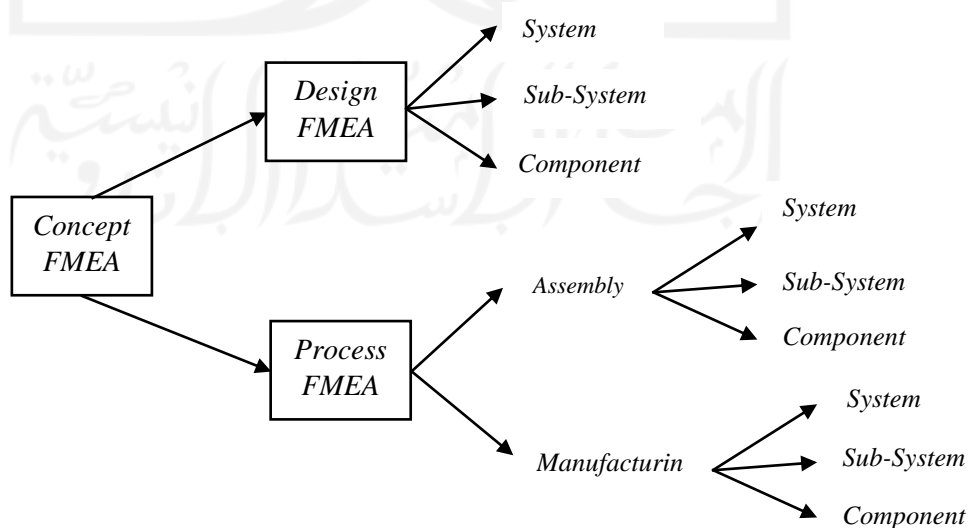 System
Design
FMEA
Sub-System
Component
Concept
FMEA
System
Assembly
Sub-System
Component
Process
FMEA
System
Manufacturin
Sub-System
Component